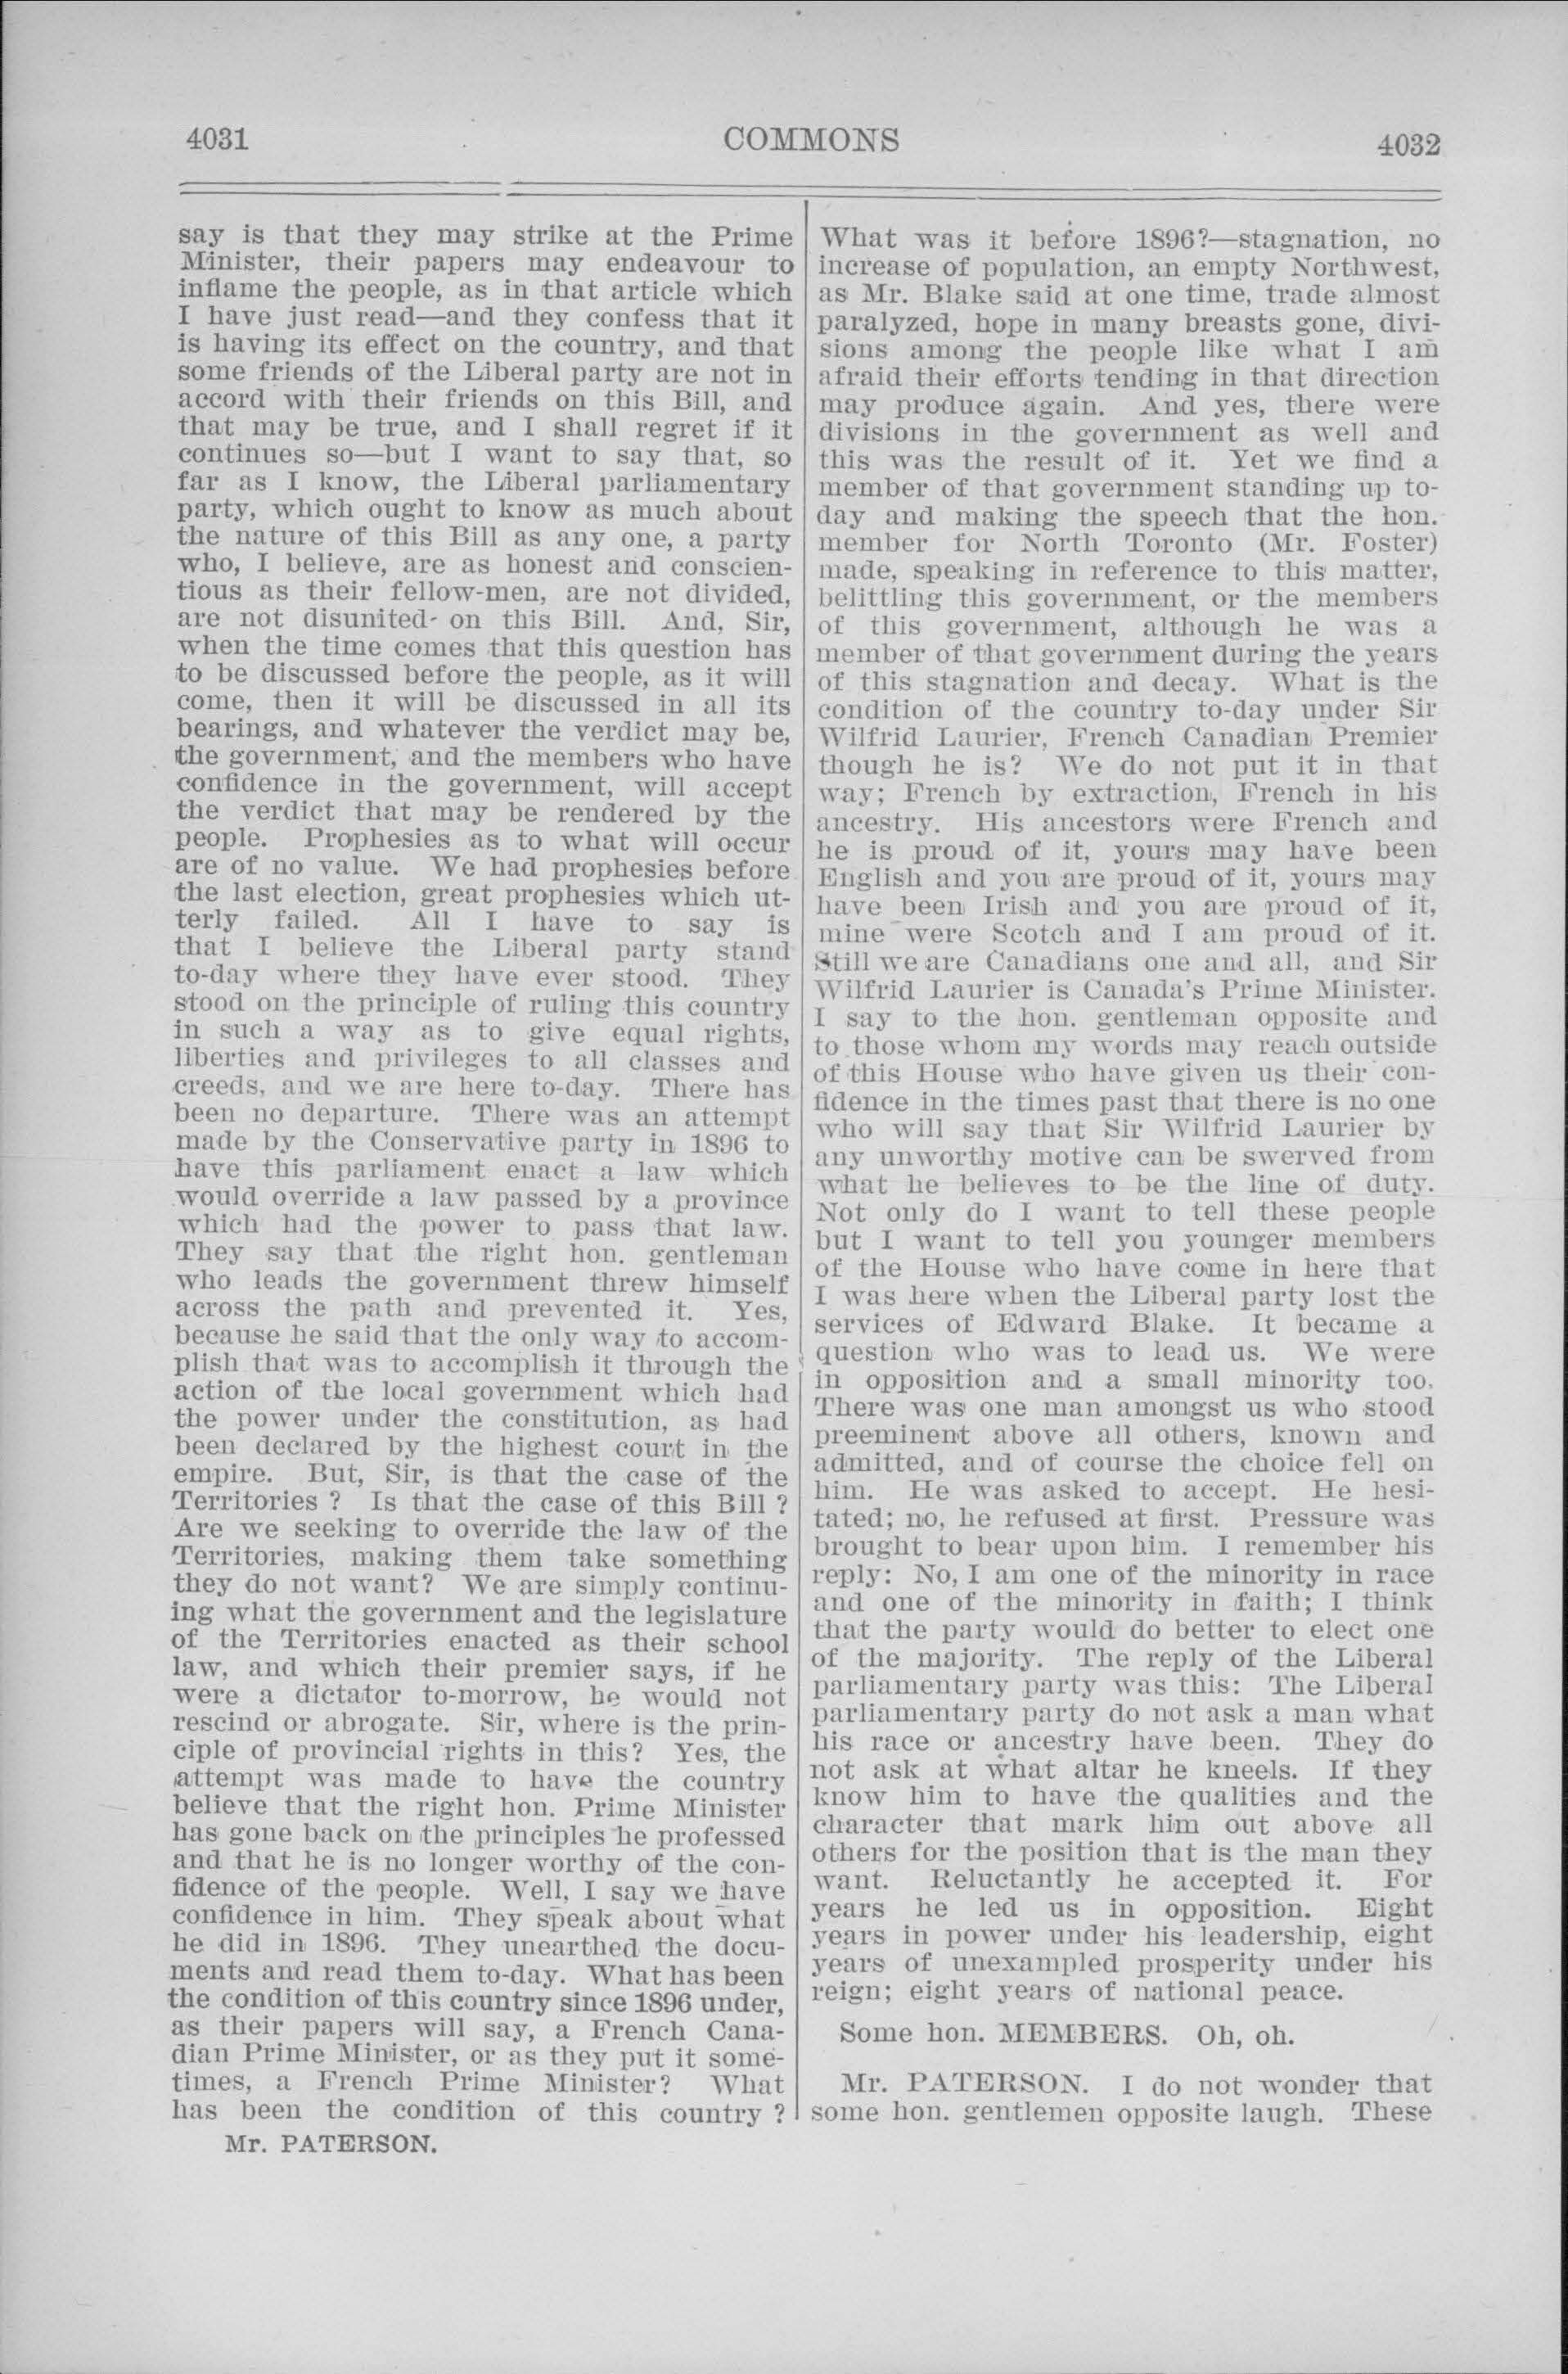 4031
COMMONS
4032
say is that they may strike at the Prime
Minister, their papers may endeavour to
inflame the people, as in that article which
I have just read—and they confess that it
is having its effect on the country, and that
some friends of the Liberal party are not in
accord with their friends on this Bill, and
that may be true, and I shall regret if it
continues so—but I want to say that, so
far as I know, the Liberal parliamentary
party, which ought to know as much about
the nature of this Bill as any one, a party
who, I believe, are as honest and conscien-
tious as their fellow-men, are not divided,
are not disunited- on this Bill. And, Sir,
when the time comes that this question has
to be discussed before the people, as it will
come, then it will be discussed in all its
bearings, and whatever the verdict may be,
the government, and the members who have
confidence in the government, will accept
the verdict that may be rendered by the
people. Prophesies as to what will occur
are of no value. We had prophesies before
the last election, great prophesies which ut-
terly failed. All I have to say is
that I believe the Liberal party stand
to-day where they have ever stood. They
stood on the principle of ruling this country
in such a way as to give equal rights,
liberties and privileges to all classes and
creeds, and we are here to-day. There has
been no departure. There was an attempt
made by the Conservative party in 1896 to
have this parliament enact a law which
would override a law passed by a province
which had the power to pass that law.
They say that the right hon. gentleman
who leads the government threw himself
across the path and prevented it. Yes,
because he said that the only way to accom-
plish that was to accomplish it through the
action of the local government which had
the power under the constitution, as had
been declared by the highest court in the
empire. But, Sir, is that the case of the
Territories ? Is that the case of this Bill ?
Are we seeking to override the law of the
Territories, making them take something
they do not want? We are simply continu-
ing what the government and the legislature
of the Territories enacted as their school
law, and which their premier says, if he
were a dictator to-morrow, he would not
rescind or abrogate. Sir, where is the prin-
ciple of provincial rights in this? Yes, the
attempt was made to have the country
believe that the right hon. Prime Minister
has gone back on the principles he professed
and that he is no longer worthy of the con-
fidence of the people. Well, I say we have
confidence in him. They speak about what
he did in 1896. They unearthed the docu-
ments and read them to-day. What has been
the condition of this country since 1896 under,
as their papers will say, a French Cana-
dian Prime Minister, or as they put it some-
times, a French Prime Minister? What
has been the condition of this country ?
Mr. PATERSON.
What was it before 1896?—stagnation, no
increase of population, an empty Northwest,
as Mr. Blake said at one time, trade almost
paralyzed, hope in many breasts gone, divi-
sions among the people like what I am
afraid their efforts tending in that direction
may produce again. And yes, there were
divisions in the government as well and
this was the result of it. Yet we find a
member of that government standing up to-
day and making the speech that the hon.
member for North Toronto (Mr. Foster)
made, speaking in reference to this matter,
belittling this government, or the members
of this government, although he was a
member of that government during the years
of this stagnation and decay. What is the
condition of the country to-day under Sir
Wilfrid Laurier, French Canadian Premier
though he is? We do not put it in that
way; French by extraction, French in his
ancestry. His ancestors were French and
he is proud of it, yours may have been
English and you are proud of it, yours may
have been Irish and you are proud of it,
mine were Scotch and I am proud of it.
Still we are Canadians one and all, and Sir
Wilfrid Laurier is Canada's Prime Minister.
I say to the hon. gentleman opposite and
to those whom my words may reach outside
of this House who have given us their con-
fidence in the times past that there is no one
who will say that Sir Wilfrid Laurier by
any unworthy motive can be swerved from
what he believes to be the line of duty.
Not only do I want to tell these people
but I want to tell you younger members
of the House who have come in here that
I was here when the Liberal party lost the
services of Edward Blake. It became a
question who was to lead us. We were
in opposition and a small minority too.
There was one man amongst us who stood
preeminent above all others, known and
admitted, and of course the choice fell on
him. He was asked to accept. He hesi-
tated; no, he refused at first. Pressure was
brought to bear upon him. I remember his
reply: No, I am one of the minority in race
and one of the minority in faith; I think
that the party would do better to elect one
of the majority. The reply of the Liberal
parliamentary party was this: The Liberal
parliamentary party do not ask a man what
his race or ancestry have been. They do
not ask at what altar he kneels. If they
know him to have the qualities and the
character that mark him out above all
others for the position that is the man they
want. Reluctantly he accepted it. For
years he led us in opposition. Eight
years in power under his leadership, eight
years of unexampled prosperity under his
reign; eight years of national peace.
Some hon. MEMBERS. Oh, oh.
Mr. PATERSON. I do not wonder that
some hon. gentlemen opposite laugh. These